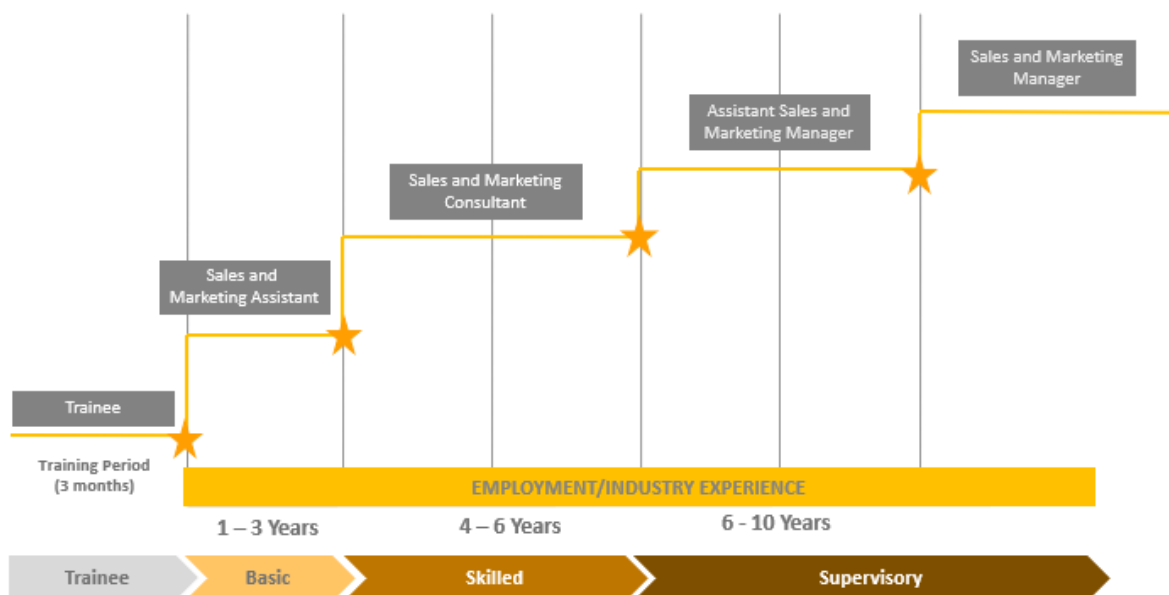 Sales and Marketing
Manager
Assistant Sales and
Marketing Manager
Sales and Marketing
Consultant
Sales and
Marketing Assistant
Trainee
Training Period
(3 months)
EMPLOYMENT/INDUSTRY EXPERIENCE
1 – 3 Years
4 – 6 Years
6 - 10 Years
Trainee
Basic
Skilled
Supervisory